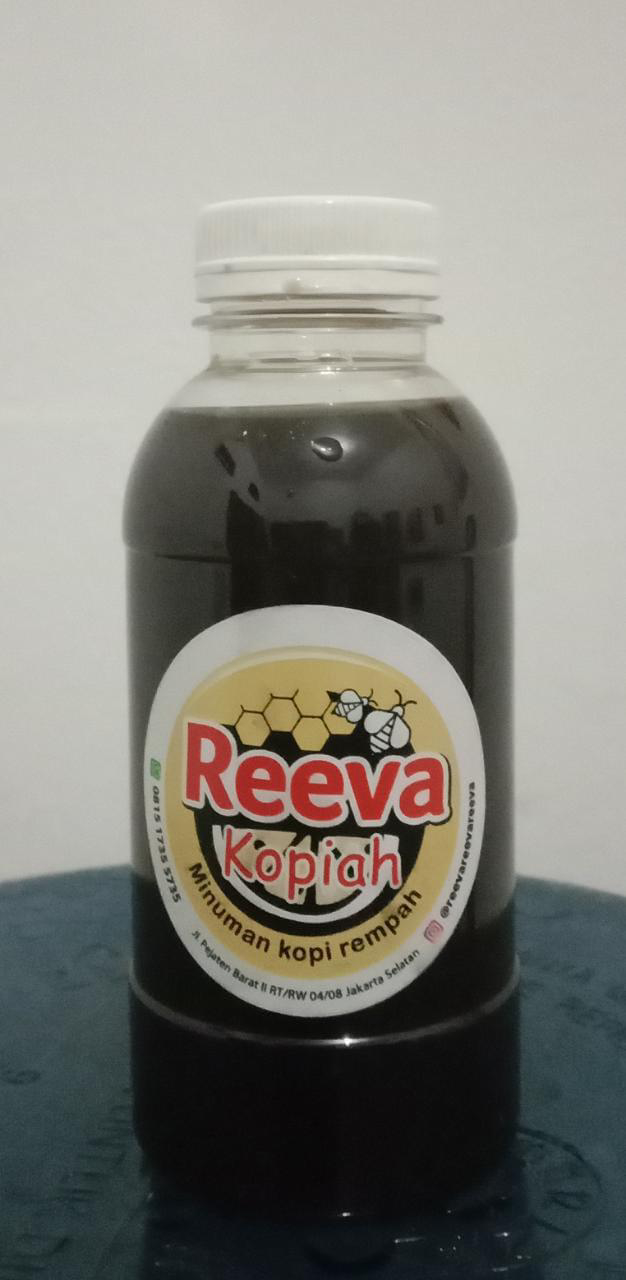 Reeva
Kopiah
Minuman kopi rempah
0815 1735 5735
Jl. Pejaten Barat II RT/RW 04/08 Jakarta Selatan
@reevareevareeva